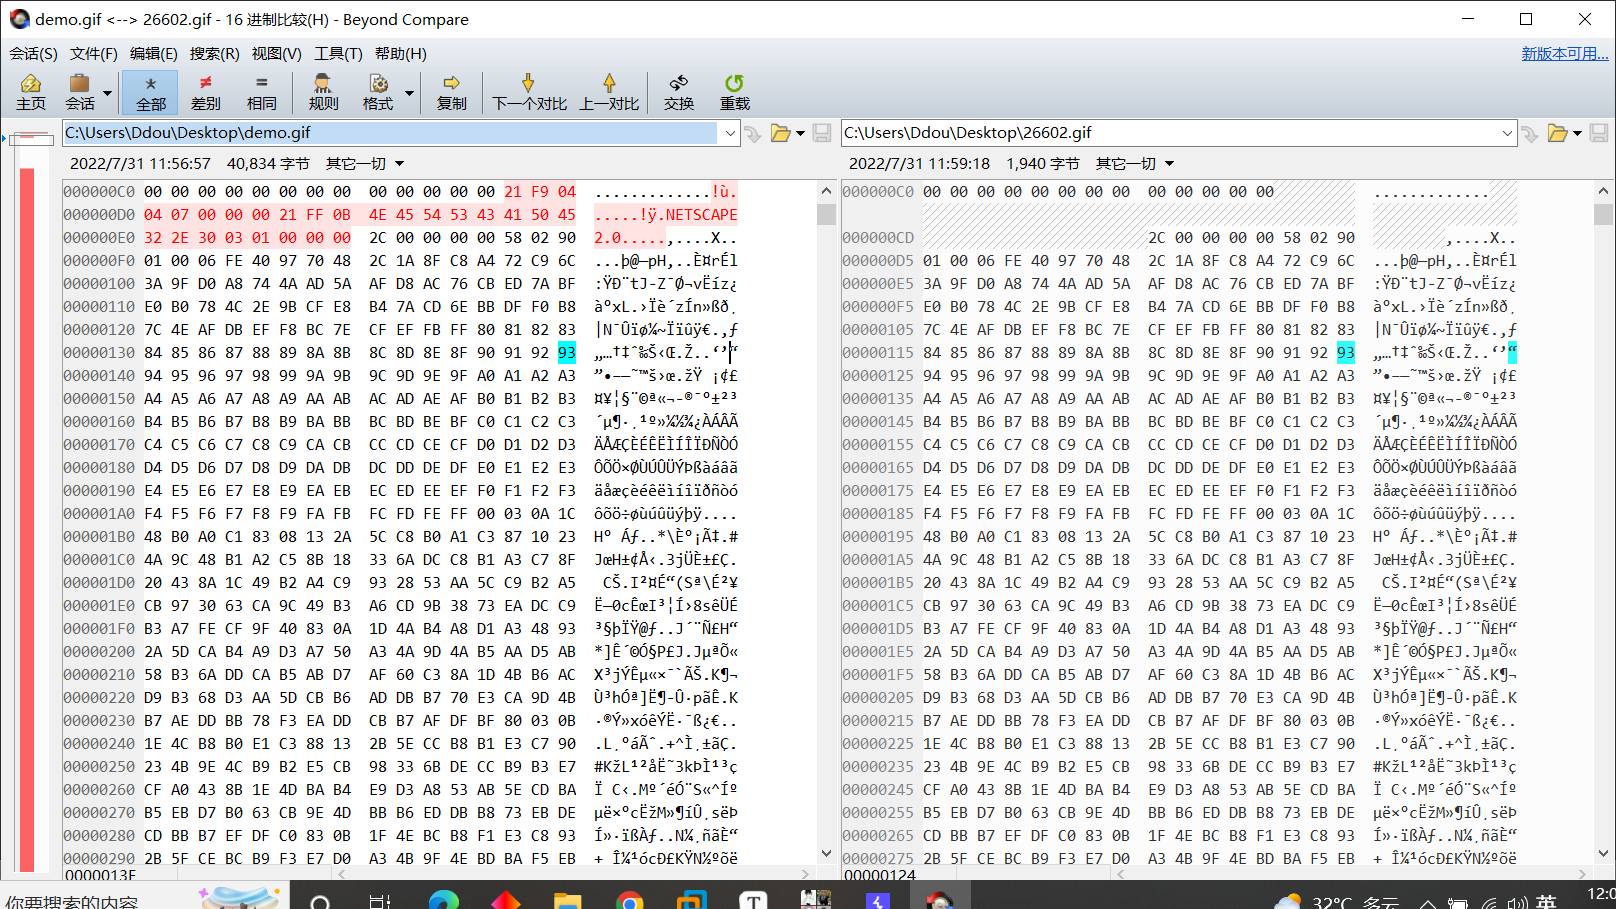 demo.gif <--> 26602.gif - 16 进制比较(H) - Beyond Compare
会话(S) 文件(F) 编辑(E) 搜索(R) 视图(V) 工具(T) 帮助(H) 新版本可用...
主页 会话 全部 差别 相同 规则 格式 复制 下一个对比 上一对比 交换 重载
C:\Users\Ddou\Desktop\demo.gif C:\Users\Ddou\Desktop\26602.gif
2022/7/31 11:56:57 40,834 字节 其它一切 2022/7/31 11:59:18 1,940 字节 其它一切
000000C0 00 00 00 00 00 00 00 00 00 00 00 00 00 21 F9 04 .............!ù. 000000C0 00 00 00 00 00 00 00 00 00 00 00 00 00 .............
000000D0 04 07 00 00 00 21 FF 0B 4E 45 54 53 43 41 50 45 .....!ÿ.NETSCAPE
000000E0 32 2E 30 03 01 00 00 00 2C 00 00 00 00 58 02 90 2.0.....,....X.. 000000CD 2C 00 00 00 00 58 02 90 ,....X..
000000F0 01 00 06 FE 40 97 70 48 2C 1A 8F C8 A4 72 C9 6C ...þ@—pH,..È¤rÉl 000000D5 01 00 06 FE 40 97 70 48 2C 1A 8F C8 A4 72 C9 6C ...þ@—pH,..È¤rÉl
00000100 3A 9F D0 A8 74 4A AD 5A AF D8 AC 76 CB ED 7A BF :ŸÐ¨tJ-Z¯Ø¬vËíz¿ 000000E5 3A 9F D0 A8 74 4A AD 5A AF D8 AC 76 CB ED 7A BF :ŸÐ¨tJ-Z¯Ø¬vËíz¿
00000110 E0 B0 78 4C 2E 9B CF E8 B4 7A CD 6E BB DF F0 B8 à°xL.›Ïè´zÍn»ßð¸ 000000F5 E0 B0 78 4C 2E 9B CF E8 B4 7A CD 6E BB DF F0 B8 à°xL.›Ïè´zÍn»ßð¸
00000120 7C 4E AF DB EF F8 BC 7E CF EF FB FF 80 81 82 83 |N¯Ûïø¼~Ïïûÿ€.‚ƒ 00000105 7C 4E AF DB EF F8 BC 7E CF EF FB FF 80 81 82 83 |N¯Ûïø¼~Ïïûÿ€.‚ƒ
00000130 84 85 86 87 88 89 8A 8B 8C 8D 8E 8F 90 91 92 93 „…†‡ˆ‰Š‹Œ.Ž..‘’“ 00000115 84 85 86 87 88 89 8A 8B 8C 8D 8E 8F 90 91 92 93 „…†‡ˆ‰Š‹Œ.Ž..‘’“
00000140 94 95 96 97 98 99 9A 9B 9C 9D 9E 9F A0 A1 A2 A3 ”•–—˜™š›œ.žŸ ¡¢£ 00000125 94 95 96 97 98 99 9A 9B 9C 9D 9E 9F A0 A1 A2 A3 ”•–—˜™š›œ.žŸ ¡¢£
00000150 A4 A5 A6 A7 A8 A9 AA AB AC AD AE AF B0 B1 B2 B3 ¤¥¦§¨©ª«¬-®¯°±²³ 00000135 A4 A5 A6 A7 A8 A9 AA AB AC AD AE AF B0 B1 B2 B3 ¤¥¦§¨©ª«¬-®¯°±²³
00000160 B4 B5 B6 B7 B8 B9 BA BB BC BD BE BF C0 C1 C2 C3 ´µ¶·¸¹º»¼½¾¿ÀÁÂÃ 00000145 B4 B5 B6 B7 B8 B9 BA BB BC BD BE BF C0 C1 C2 C3 ´µ¶·¸¹º»¼½¾¿ÀÁÂÃ
00000170 C4 C5 C6 C7 C8 C9 CA CB CC CD CE CF D0 D1 D2 D3 ÄÅÆÇÈÉÊËÌÍÎÏÐÑÒÓ 00000155 C4 C5 C6 C7 C8 C9 CA CB CC CD CE CF D0 D1 D2 D3 ÄÅÆÇÈÉÊËÌÍÎÏÐÑÒÓ
00000180 D4 D5 D6 D7 D8 D9 DA DB DC DD DE DF E0 E1 E2 E3 ÔÕÖ×ØÙÚÛÜÝÞßàáâã 00000165 D4 D5 D6 D7 D8 D9 DA DB DC DD DE DF E0 E1 E2 E3 ÔÕÖ×ØÙÚÛÜÝÞßàáâã
00000190 E4 E5 E6 E7 E8 E9 EA EB EC ED EE EF F0 F1 F2 F3 äåæçèéêëìíîïðñòó 00000175 E4 E5 E6 E7 E8 E9 EA EB EC ED EE EF F0 F1 F2 F3 äåæçèéêëìíîïðñòó
000001A0 F4 F5 F6 F7 F8 F9 FA FB FC FD FE FF 00 03 0A 1C ôõö÷øùúûüýþÿ.... 00000185 F4 F5 F6 F7 F8 F9 FA FB FC FD FE FF 00 03 0A 1C ôõö÷øùúûüýþÿ....
000001B0 48 B0 A0 C1 83 08 13 2A 5C C8 B0 A1 C3 87 10 23 H° Áƒ..*\È°¡Ã‡.# 00000195 48 B0 A0 C1 83 08 13 2A 5C C8 B0 A1 C3 87 10 23 H° Áƒ..*\È°¡Ã‡.#
000001C0 4A 9C 48 B1 A2 C5 8B 18 33 6A DC C8 B1 A3 C7 8F JœH±¢Å‹.3jÜÈ±£Ç. 000001A5 4A 9C 48 B1 A2 C5 8B 18 33 6A DC C8 B1 A3 C7 8F JœH±¢Å‹.3jÜÈ±£Ç.
000001D0 20 43 8A 1C 49 B2 A4 C9 93 28 53 AA 5C C9 B2 A5 CŠ.I²¤É“(Sª\É²¥ 000001B5 20 43 8A 1C 49 B2 A4 C9 93 28 53 AA 5C C9 B2 A5 CŠ.I²¤É“(Sª\É²¥
000001E0 CB 97 30 63 CA 9C 49 B3 A6 CD 9B 38 73 EA DC C9 Ë—0cÊœI³¦Í›8sêÜÉ 000001C5 CB 97 30 63 CA 9C 49 B3 A6 CD 9B 38 73 EA DC C9 Ë—0cÊœI³¦Í›8sêÜÉ
000001F0 B3 A7 FE CF 9F 40 83 0A 1D 4A B4 A8 D1 A3 48 93 ³§þÏŸ@ƒ..J´¨Ñ£H“ 000001D5 B3 A7 FE CF 9F 40 83 0A 1D 4A B4 A8 D1 A3 48 93 ³§þÏŸ@ƒ..J´¨Ñ£H“
00000200 2A 5D CA B4 A9 D3 A7 50 A3 4A 9D 4A B5 AA D5 AB *]Ê´©Ó§P£J.JµªÕ« 000001E5 2A 5D CA B4 A9 D3 A7 50 A3 4A 9D 4A B5 AA D5 AB *]Ê´©Ó§P£J.JµªÕ«
00000210 58 B3 6A DD CA B5 AB D7 AF 60 C3 8A 1D 4B B6 AC X³jÝÊµ«×¯`ÃŠ.K¶¬ 000001F5 58 B3 6A DD CA B5 AB D7 AF 60 C3 8A 1D 4B B6 AC X³jÝÊµ«×¯`ÃŠ.K¶¬
00000220 D9 B3 68 D3 AA 5D CB B6 AD DB B7 70 E3 CA 9D 4B Ù³hÓª]Ë¶-Û·pãÊ.K 00000205 D9 B3 68 D3 AA 5D CB B6 AD DB B7 70 E3 CA 9D 4B Ù³hÓª]Ë¶-Û·pãÊ.K
00000230 B7 AE DD BB 78 F3 EA DD CB B7 AF DF BF 80 03 0B ·®Ý»xóêÝË·¯ß¿€.. 00000215 B7 AE DD BB 78 F3 EA DD CB B7 AF DF BF 80 03 0B ·®Ý»xóêÝË·¯ß¿€..
00000240 1E 4C B8 B0 E1 C3 88 13 2B 5E CC B8 B1 E3 C7 90 .L¸°áÃˆ.+^Ì¸±ãÇ. 00000225 1E 4C B8 B0 E1 C3 88 13 2B 5E CC B8 B1 E3 C7 90 .L¸°áÃˆ.+^Ì¸±ãÇ.
00000250 23 4B 9E 4C B9 B2 E5 CB 98 33 6B DE CC B9 B3 E7 #KžL¹²åË˜3kÞÌ¹³ç 00000235 23 4B 9E 4C B9 B2 E5 CB 98 33 6B DE CC B9 B3 E7 #KžL¹²åË˜3kÞÌ¹³ç
00000260 CF A0 43 8B 1E 4D BA B4 E9 D3 A8 53 AB 5E CD BA Ï C‹.Mº´éÓ¨S«^Íº 00000245 CF A0 43 8B 1E 4D BA B4 E9 D3 A8 53 AB 5E CD BA Ï C‹.Mº´éÓ¨S«^Íº
00000270 B5 EB D7 B0 63 CB 9E 4D BB B6 ED DB B8 73 EB DE µë×°cËžM»¶íÛ¸sëÞ 00000255 B5 EB D7 B0 63 CB 9E 4D BB B6 ED DB B8 73 EB DE µë×°cËžM»¶íÛ¸sëÞ
00000280 CD BB B7 EF DF C0 83 0B 1F 4E BC B8 F1 E3 C8 93 Í»·ïßÀƒ..N¼¸ñãÈ“ 00000265 CD BB B7 EF DF C0 83 0B 1F 4E BC B8 F1 E3 C8 93 Í»·ïßÀƒ..N¼¸ñãÈ“
00000290 2B 5F CE BC B9 F3 E7 D0 A3 4B 9F 4E BD BA F5 EB +_Î¼¹óçÐ£KŸN½ºõë 00000275 2B 5F CE BC B9 F3 E7 D0 A3 4B 9F 4E BD BA F5 EB +_Î¼¹óçÐ£KŸN½ºõë
0000013F 00000124
你要搜索的内容 32°C 多云 英 12:0